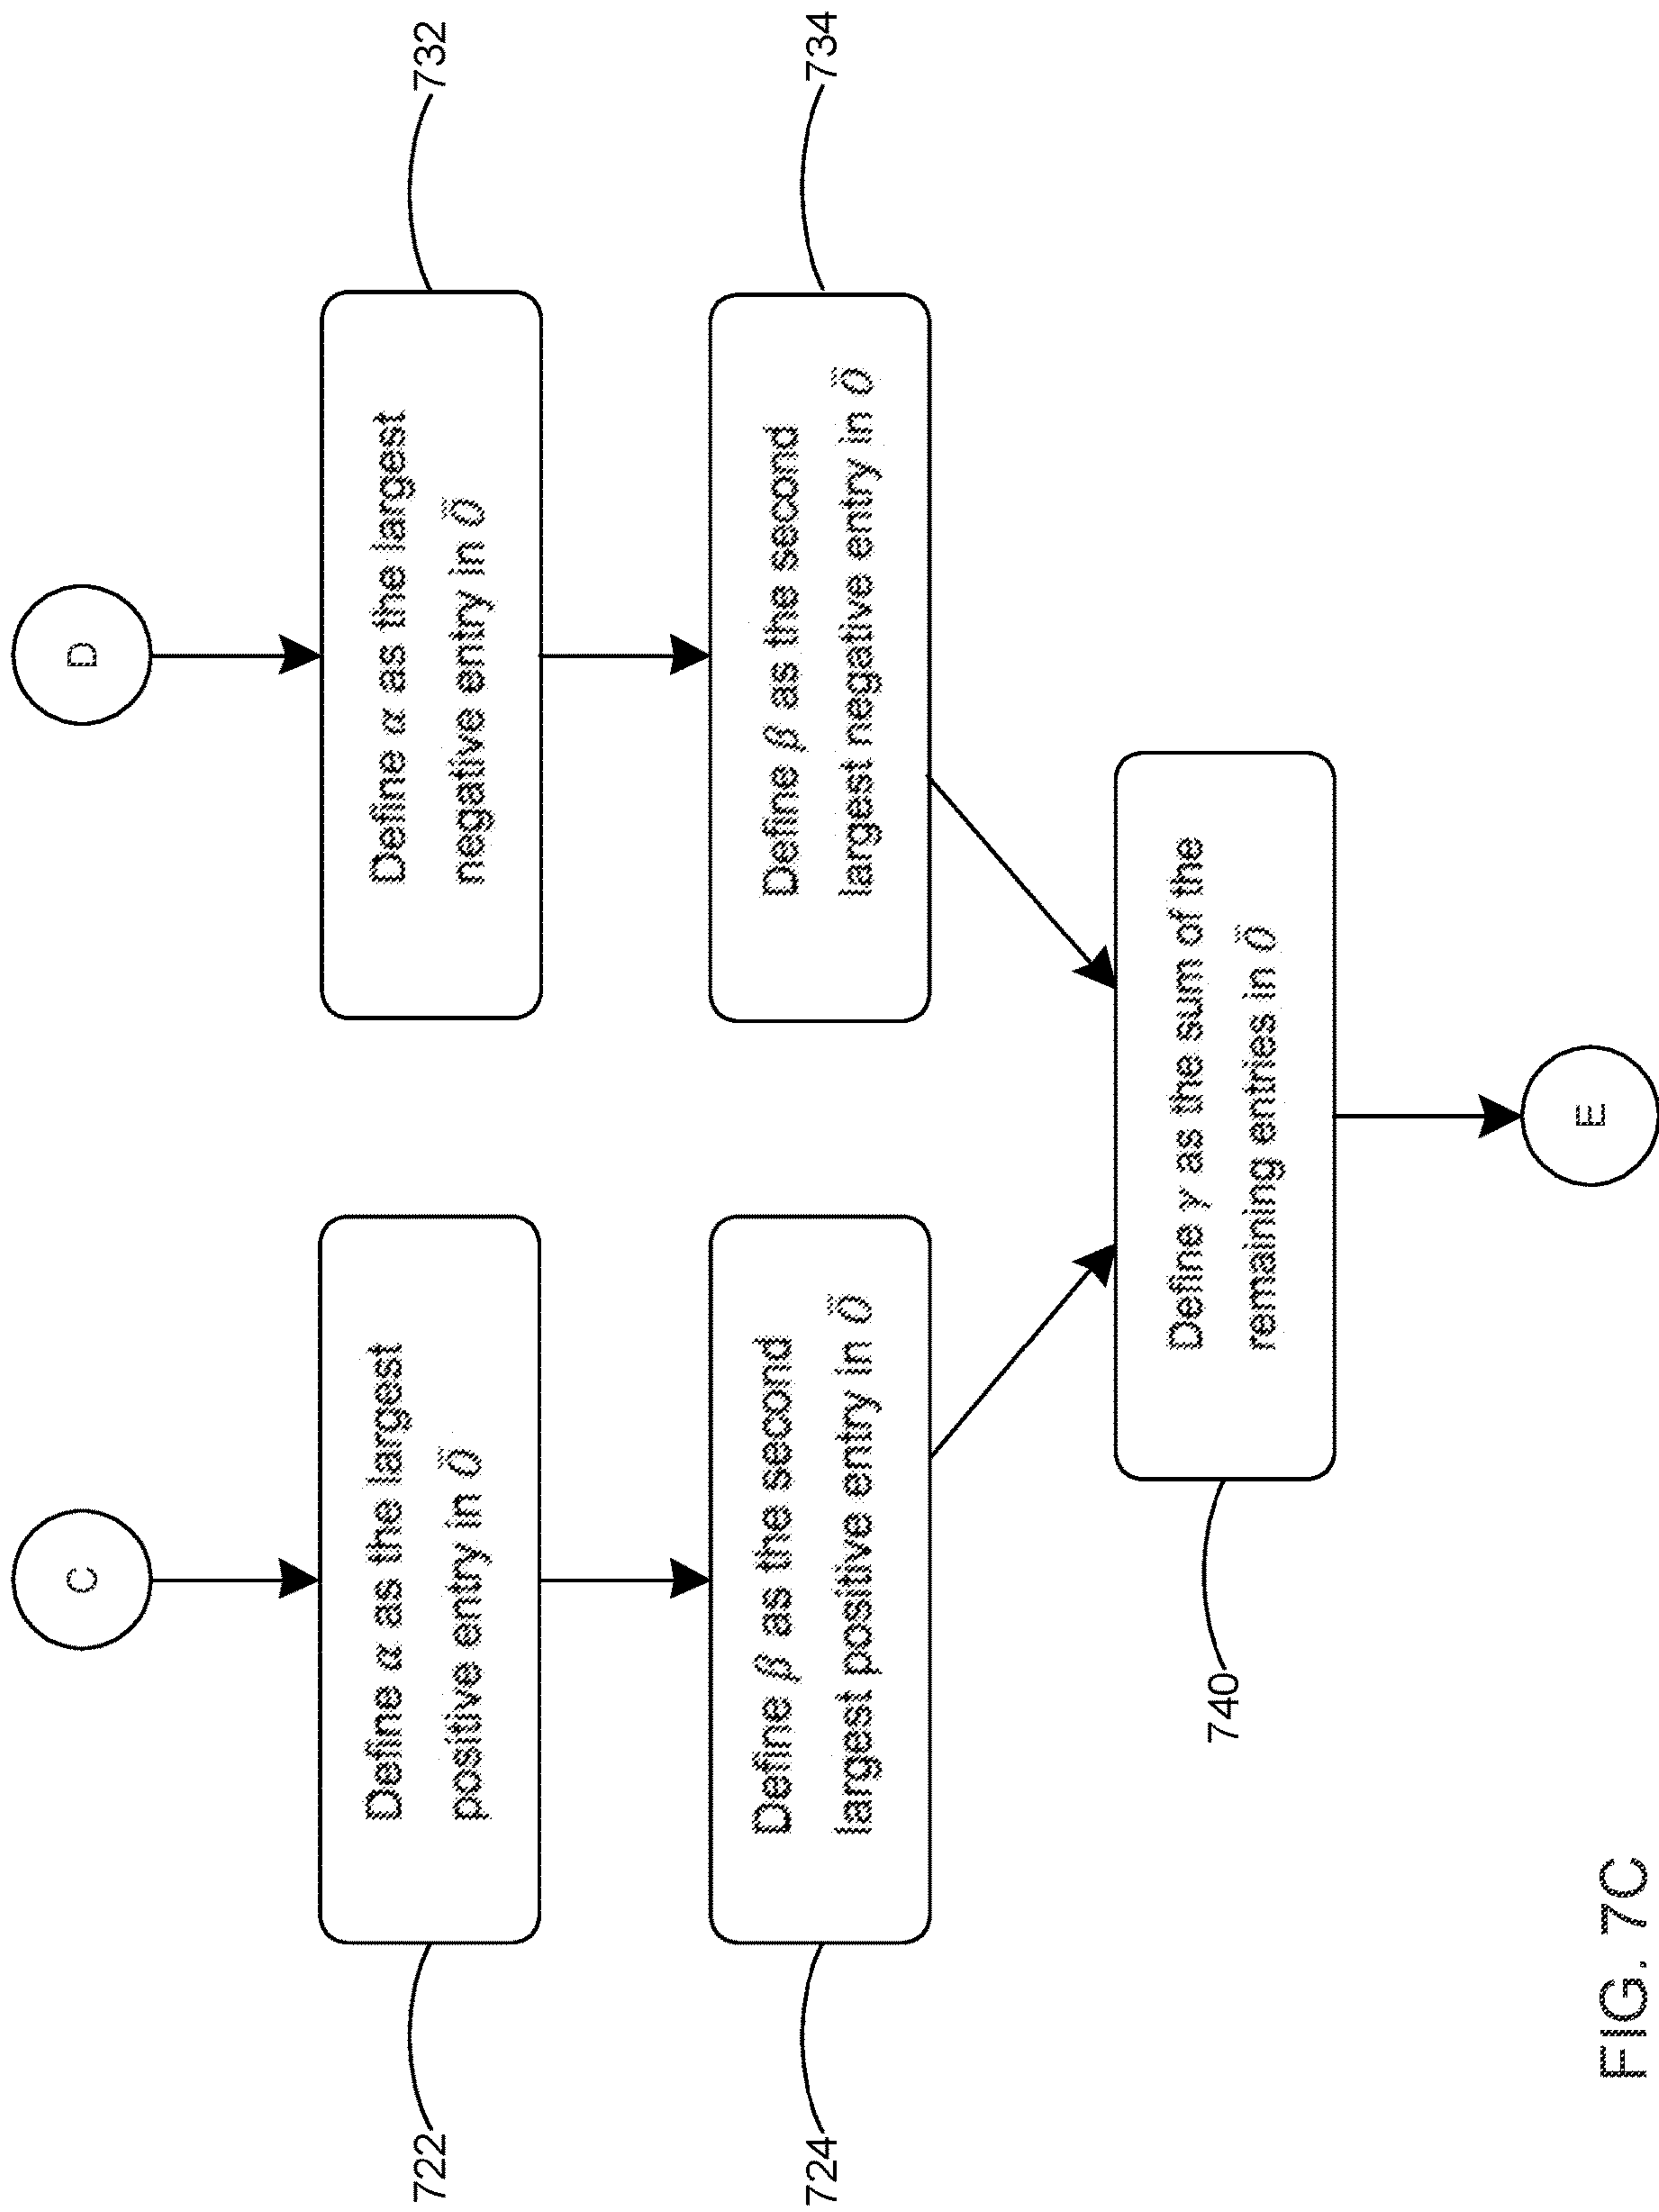 C
D
722
Define α as the largest
positive entry in Ō
Define α as the largest
negative entry in Ō
732
724
Define β as the second
largest positive entry in Ō
Define β as the second
largest negative entry in Ō
734
740
Define γ as the sum of the
remaining entries in Ō
E
FIG. 7C